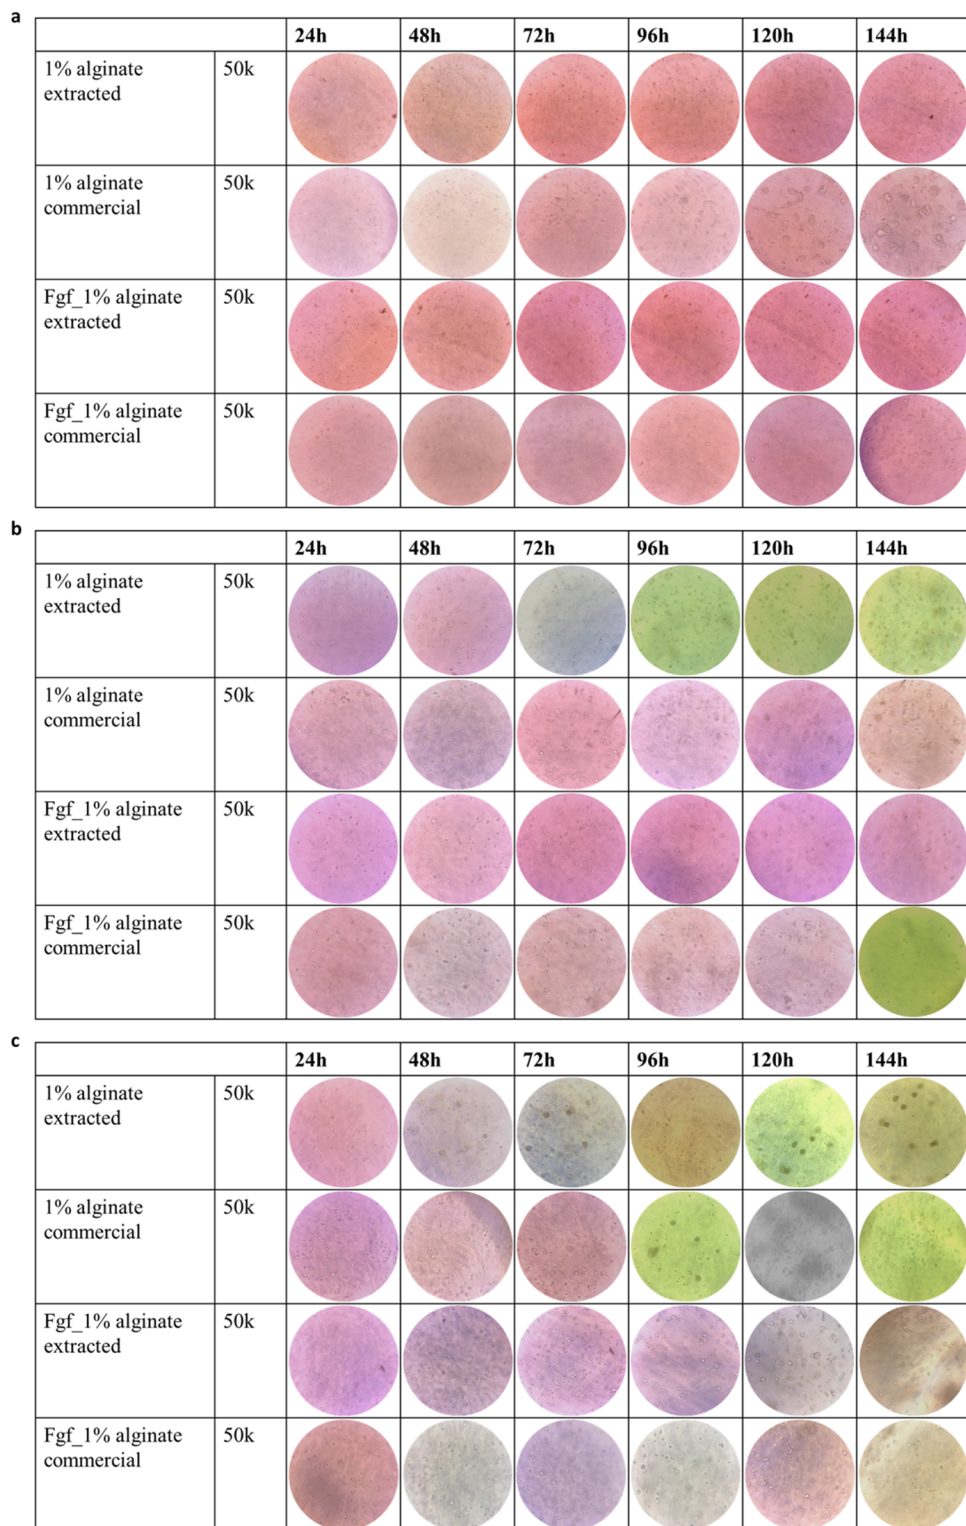 a
24h 48h 72h 96h 120h 144h
1% alginate 50k
extracted
1% alginate 50k
commercial
Fgf_1% alginate 50k
extracted
Fgf_1% alginate 50k
commercial
b
24h 48h 72h 96h 120h 144h
1% alginate 50k
extracted
1% alginate 50k
commercial
Fgf_1% alginate 50k
extracted
Fgf_1% alginate 50k
commercial
c
24h 48h 72h 96h 120h 144h
1% alginate 50k
extracted
1% alginate 50k
commercial
Fgf_1% alginate 50k
extracted
Fgf_1% alginate 50k
commercial